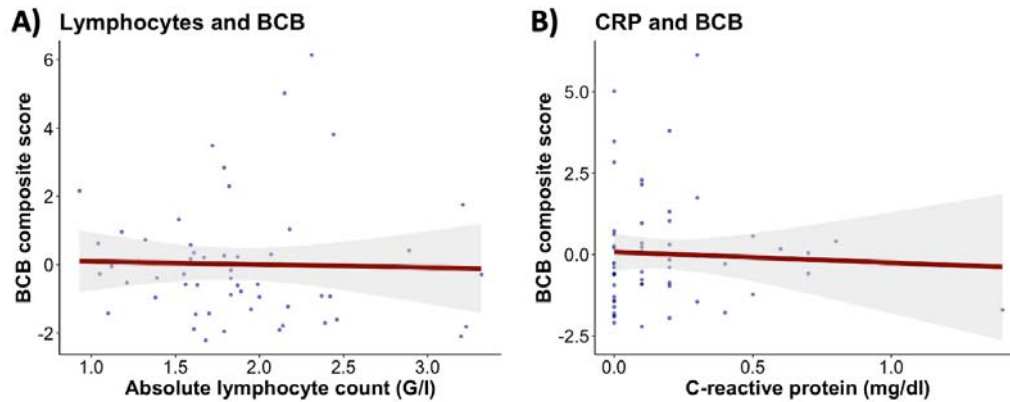 A) Lymphocytes and BCB
BCB composite score
6
4
2
0
-2
1.0 1.5 2.0 2.5 3.0
Absolute lymphocyte count (G/l)
B) CRP and BCB
BCB composite score
5.0
2.5
0.0
-2.5
0.0 0.5 1.0
C-reactive protein (mg/dl)